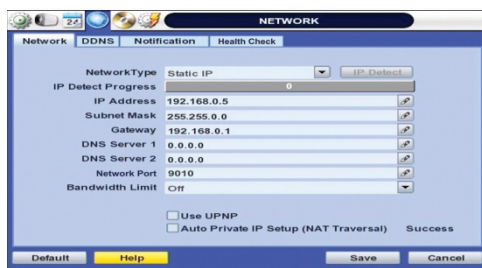 NETWORK
Network DDNS Notification Health Check
NetworkType Static IP IP Detect
IP Detect Progress 0
IP Address 192.168.0.5
Subnet Mask 255.255.0.0
Gateway 192.168.0.1
DNS Server 1 0.0.0.0
DNS Server 2 0.0.0.0
Network Port 9010
Bandwidth Limit Off
Use UPNP
Auto Private IP Setup (NAT Traversal) Success
Default Help Save Cancel